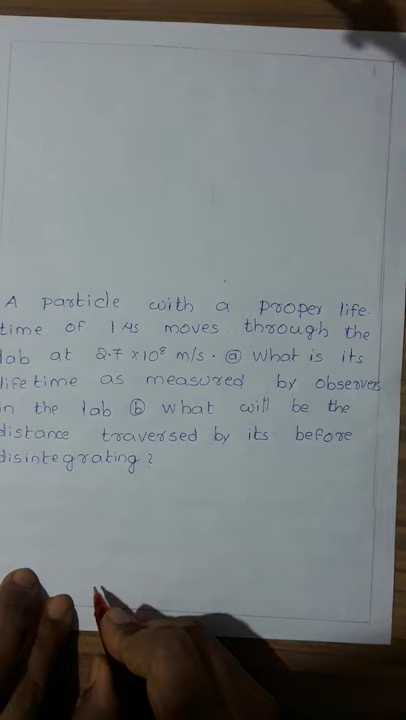 A particle with a proper life-
time of 1 μs moves through the
lab at 2.7 × 10⁸ m/s. ⓐ What is its
lifetime as measured by observer
in the lab ⓑ what will be the
distance traversed by its before
disintegrating?